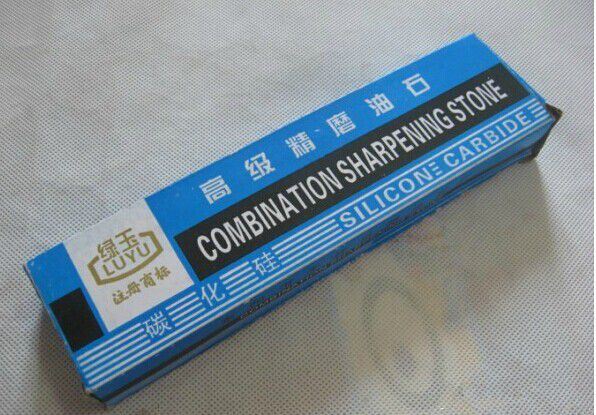 高级精磨油石
COMBINATION SHARPENING STONE
碳化硅 SILICONE CARBIDE
绿玉
LUYU
注册商标